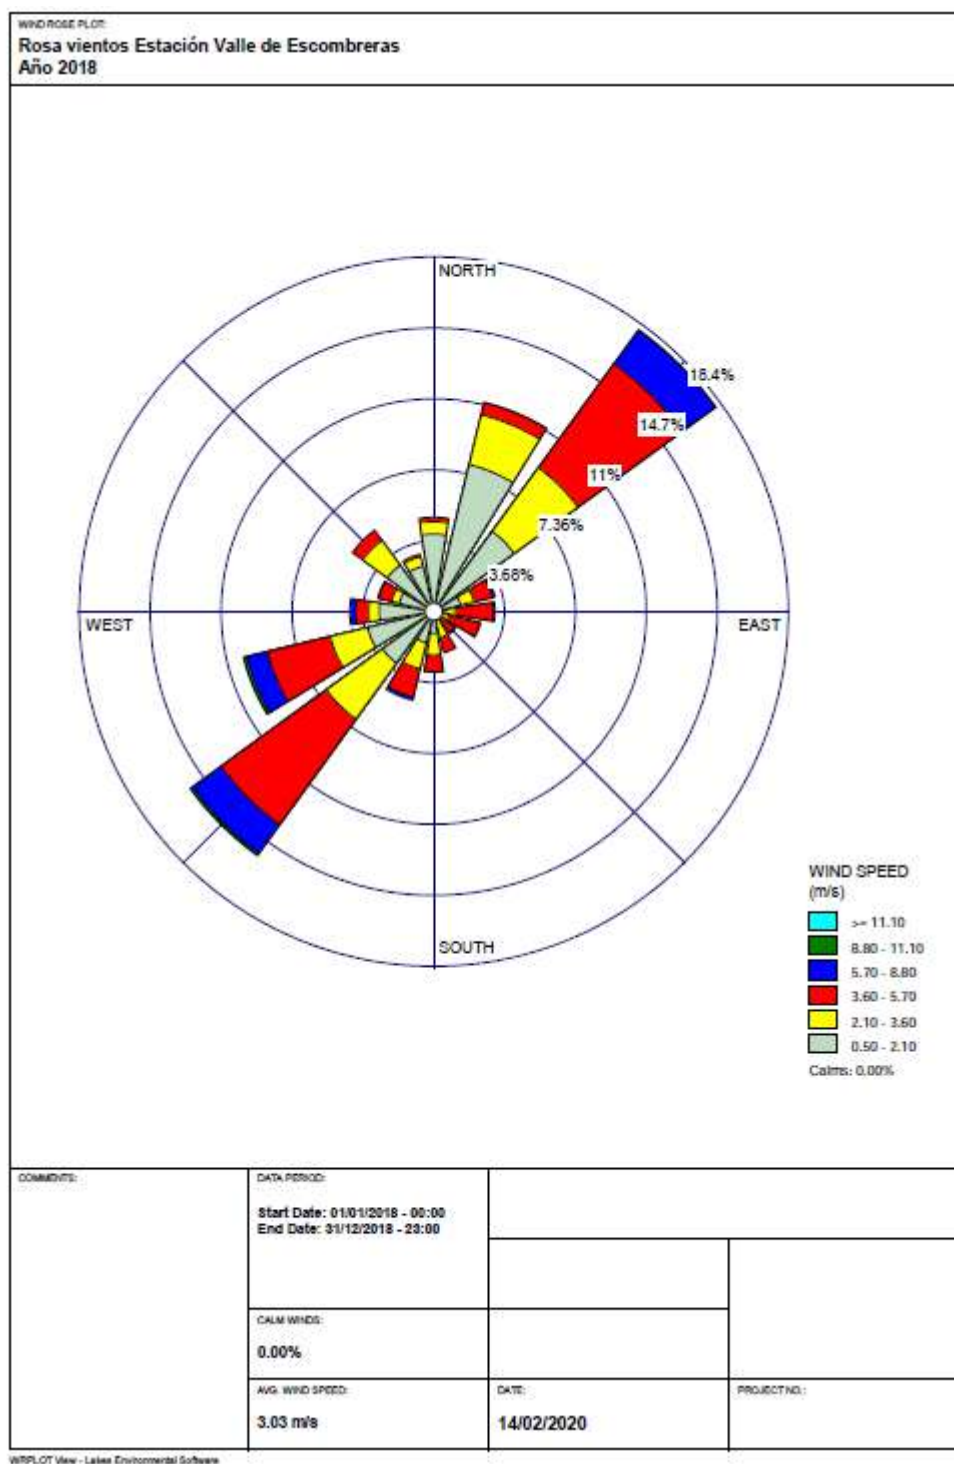 WIND ROSE PLOT:
Rosa vientos Estación Valle de Escombreras
Año 2018
NORTH
18.4%
14.7%
11%
7.36%
3.68%
WEST
EAST
SOUTH
WIND SPEED
(m/s)
>= 11.10
8.80 - 11.10
5.70 - 8.80
3.60 - 5.70
2.10 - 3.60
0.50 - 2.10
Calms: 0.00%
COMMENTS:
DATA PERIOD:
Start Date: 01/01/2018 - 00:00
End Date: 31/12/2018 - 23:00
CALM WINDS:
0.00%
AVG. WIND SPEED:
3.03 m/s
DATE:
14/02/2020
PROJECT NO.:
WRPLOT View - Lakes Environmental Software